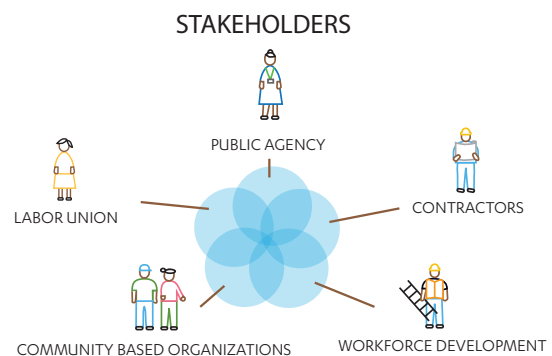 STAKEHOLDERS
PUBLIC AGENCY
LABOR UNION
CONTRACTORS
COMMUNITY BASED ORGANIZATIONS
WORKFORCE DEVELOPMENT